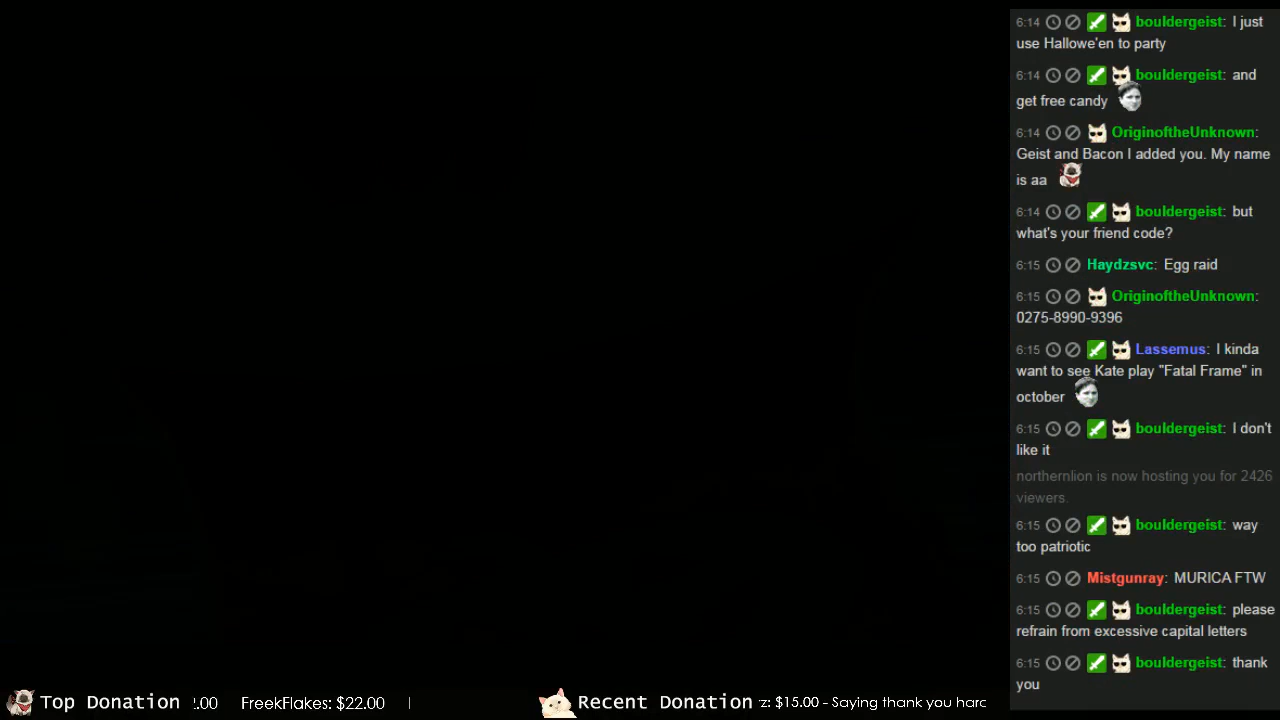 6:14 bouldergeist: I just
use Hallowe'en to party
6:14 bouldergeist: and
get free candy
6:14 OriginoftheUnknown:
Geist and Bacon I added you. My name
is aa
6:14 bouldergeist: but
what's your friend code?
6:15 Haydzsvc: Egg raid
6:15 OriginoftheUnknown:
0275-8990-9396
6:15 Lassemus: I kinda
want to see Kate play "Fatal Frame" in
october
6:15 bouldergeist: I don't
like it
northernlion is now hosting you for 2426
viewers.
6:15 bouldergeist: way
too patriotic
6:15 Mistgunray: MURICA FTW
6:15 bouldergeist: please
refrain from excessive capital letters
6:15 bouldergeist: thank
you
Top Donation .00 FreekFlakes: $22.00 |
Recent Donation z: $15.00 - Saying thank you harc